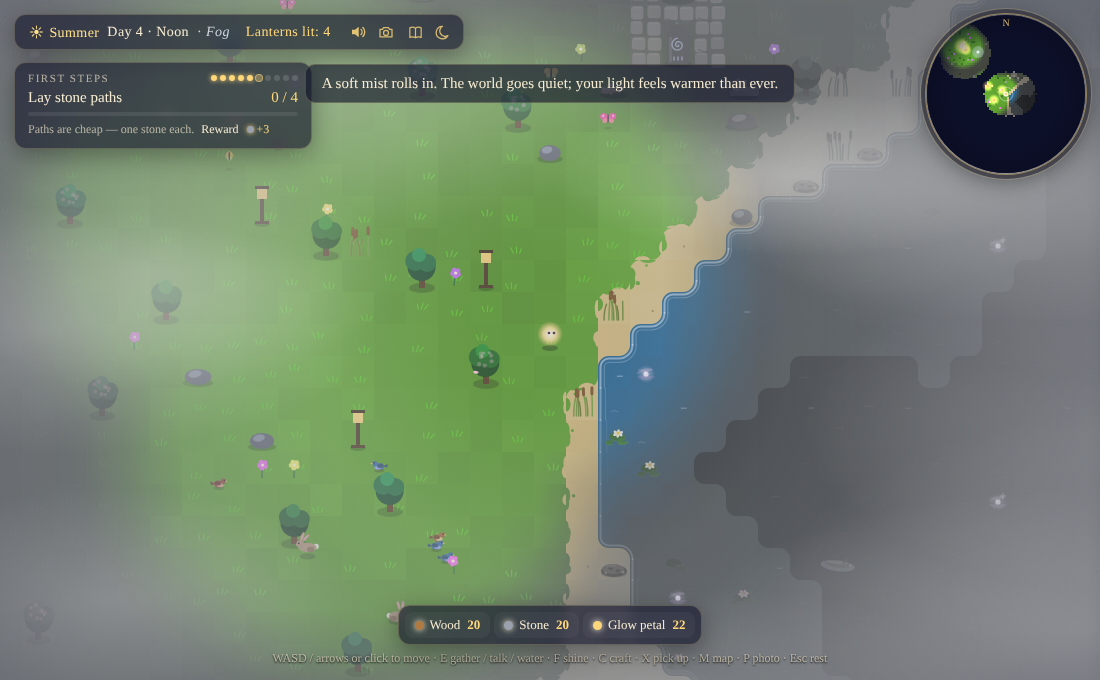 Summer Day 4 · Noon · Fog Lanterns lit: 4
N
FIRST STEPS
Lay stone paths 0 / 4
Paths are cheap — one stone each. Reward +3
A soft mist rolls in. The world goes quiet; your light feels warmer than ever.
Wood 20 Stone 20 Glow petal 22
WASD / arrows or click to move · E gather / talk / water · F shine · C craft · X pick up · M map · P photo · Esc rest